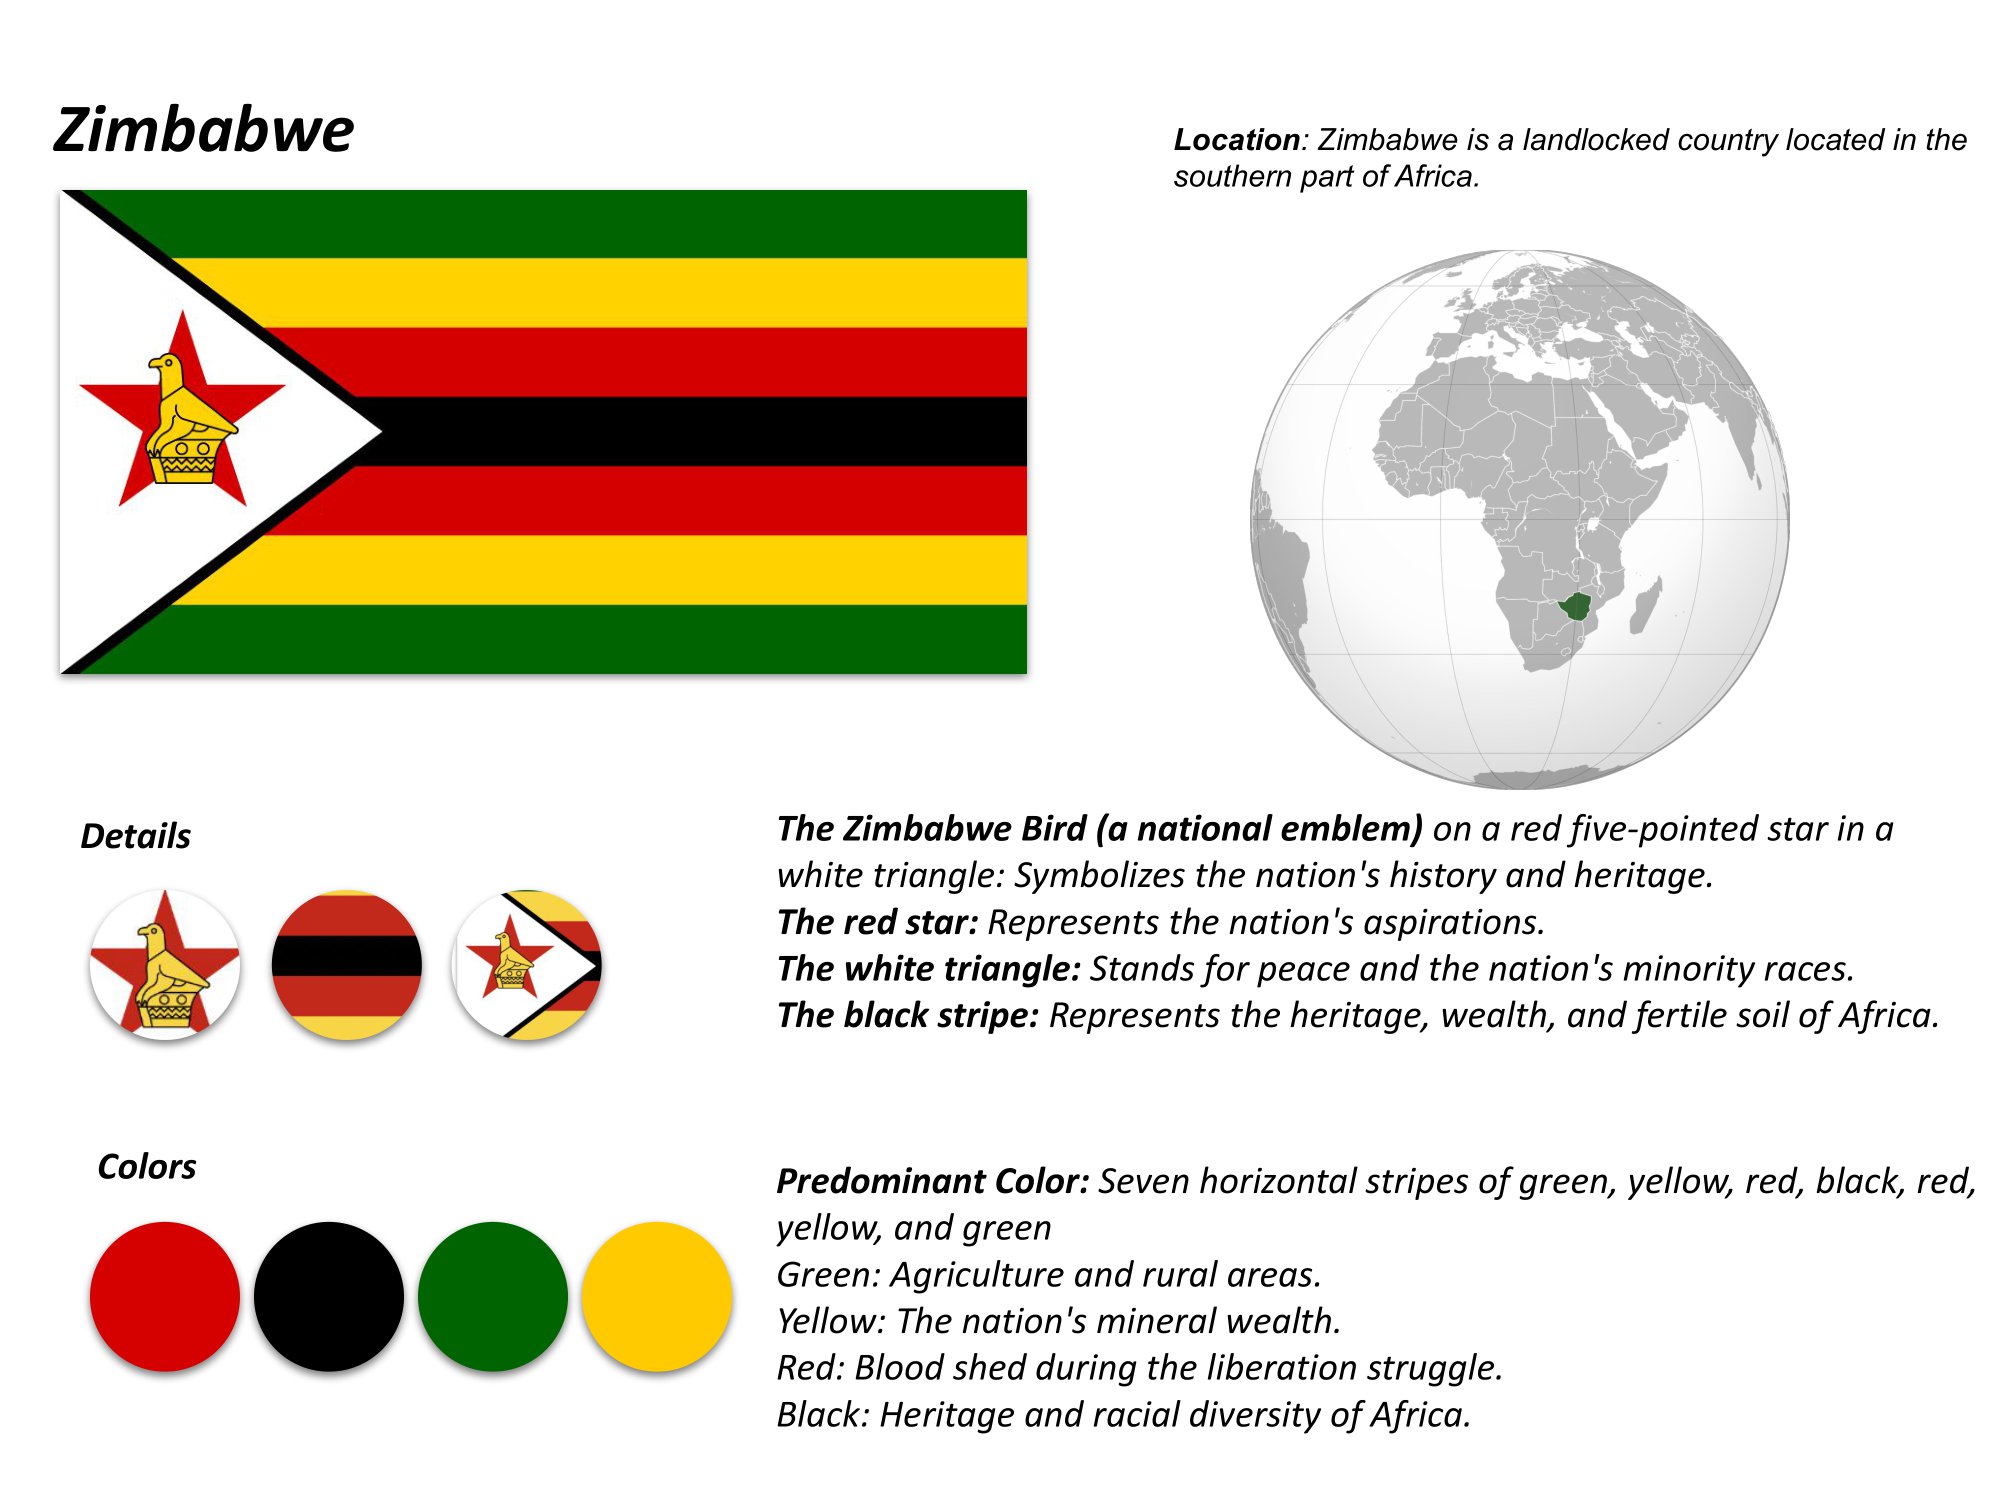 Zimbabwe
Location: Zimbabwe is a landlocked country located in the
southern part of Africa.
Details
The Zimbabwe Bird (a national emblem) on a red five-pointed star in a
white triangle: Symbolizes the nation's history and heritage.
The red star: Represents the nation's aspirations.
The white triangle: Stands for peace and the nation's minority races.
The black stripe: Represents the heritage, wealth, and fertile soil of Africa.
Colors
Predominant Color: Seven horizontal stripes of green, yellow, red, black, red,
yellow, and green
Green: Agriculture and rural areas.
Yellow: The nation's mineral wealth.
Red: Blood shed during the liberation struggle.
Black: Heritage and racial diversity of Africa.